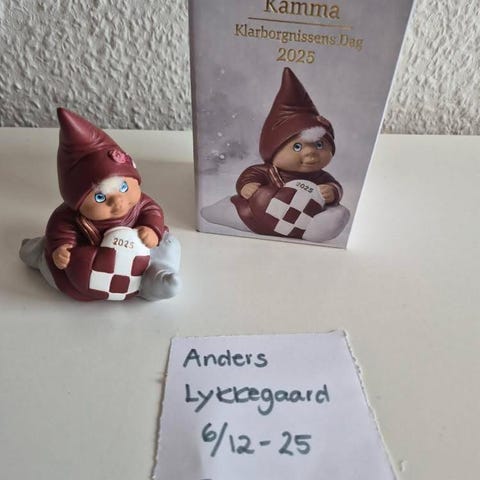 Kamma
Klarborgnissens Dag
2025
2025
2025
Anders
Lykkegaard
6/12-25